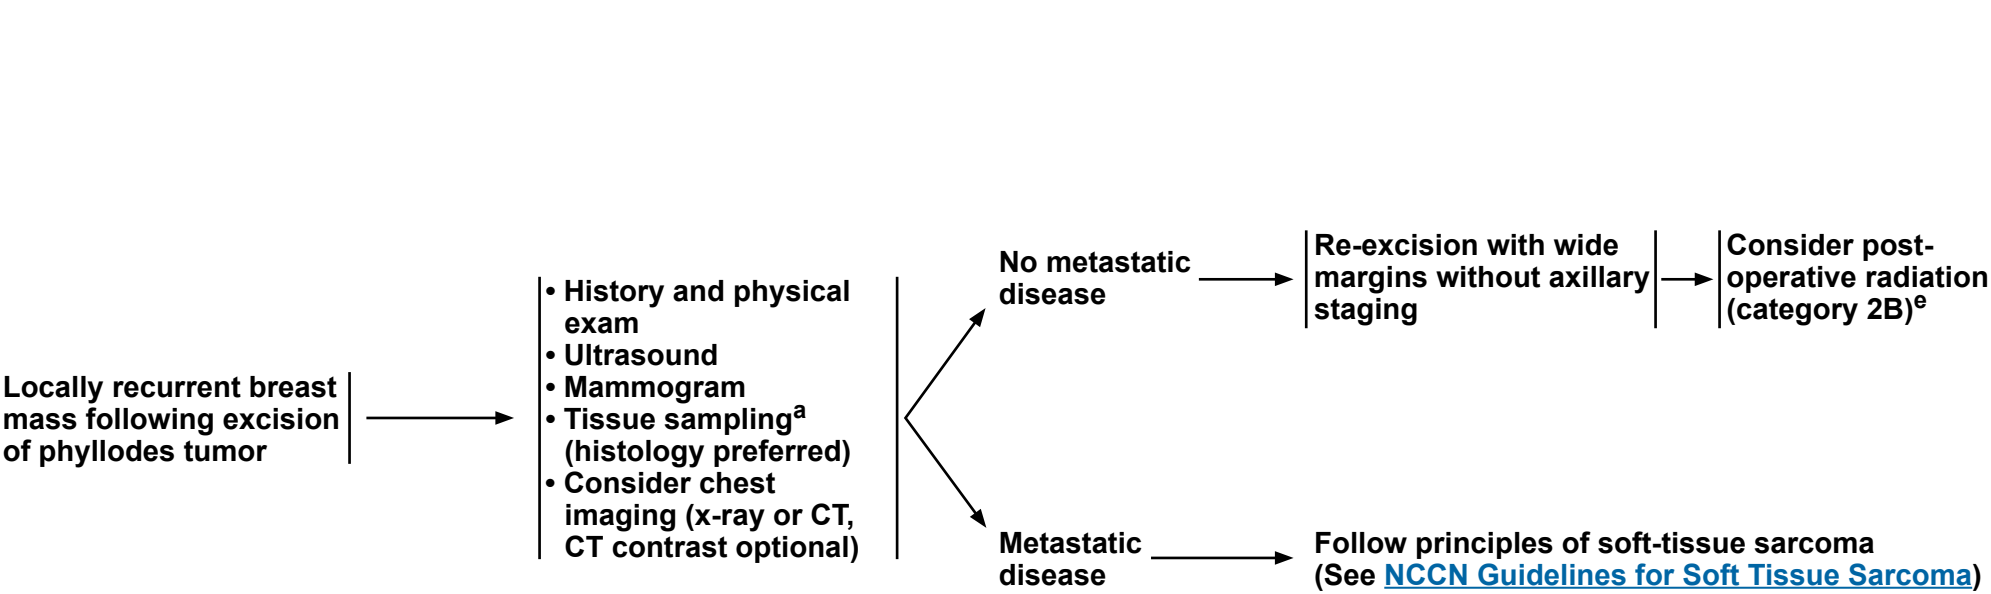 Locally recurrent breast
mass following excision
of phyllodes tumor
• History and physical
exam
• Ultrasound
• Mammogram
• Tissue samplingᵃ
(histology preferred)
• Consider chest
imaging (x-ray or CT,
CT contrast optional)
No metastatic
disease
Re-excision with wide
margins without axillary
staging
Consider post-
operative radiation
(category 2B)ᵉ
Metastatic
disease
Follow principles of soft-tissue sarcoma
(See NCCN Guidelines for Soft Tissue Sarcoma)